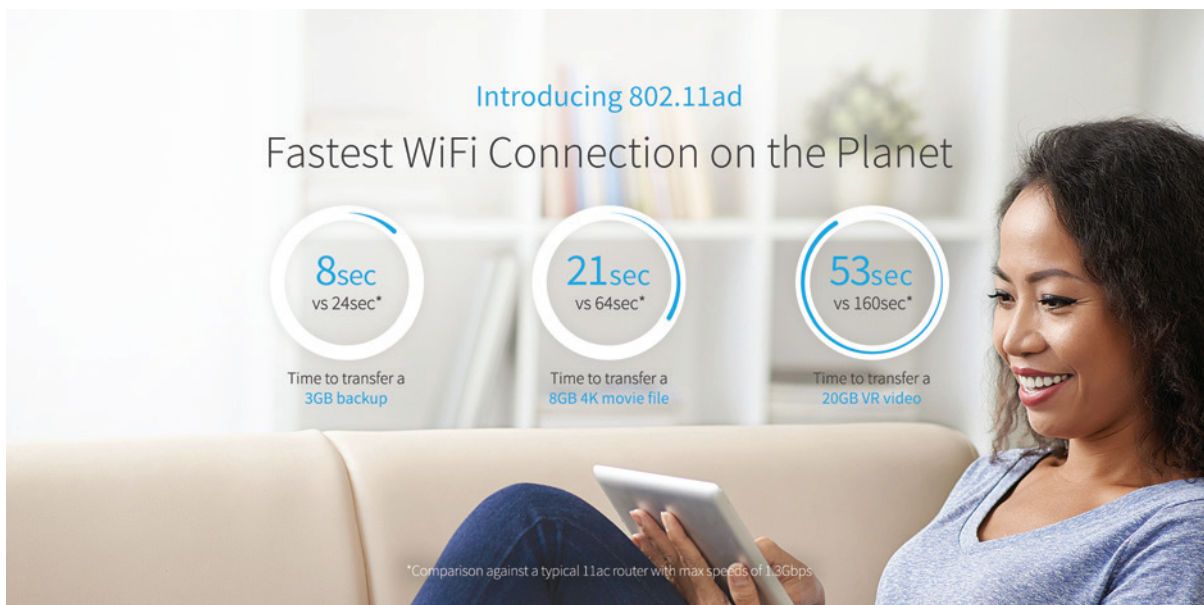 Introducing 802.11ad
Fastest WiFi Connection on the Planet
8sec
vs 24sec*
Time to transfer a
3GB backup
21sec
vs 64sec*
Time to transfer a
8GB 4K movie file
53sec
vs 160sec*
Time to transfer a
20GB VR video
*Comparison against a typical 11ac router with max speeds of 1.3Gbps